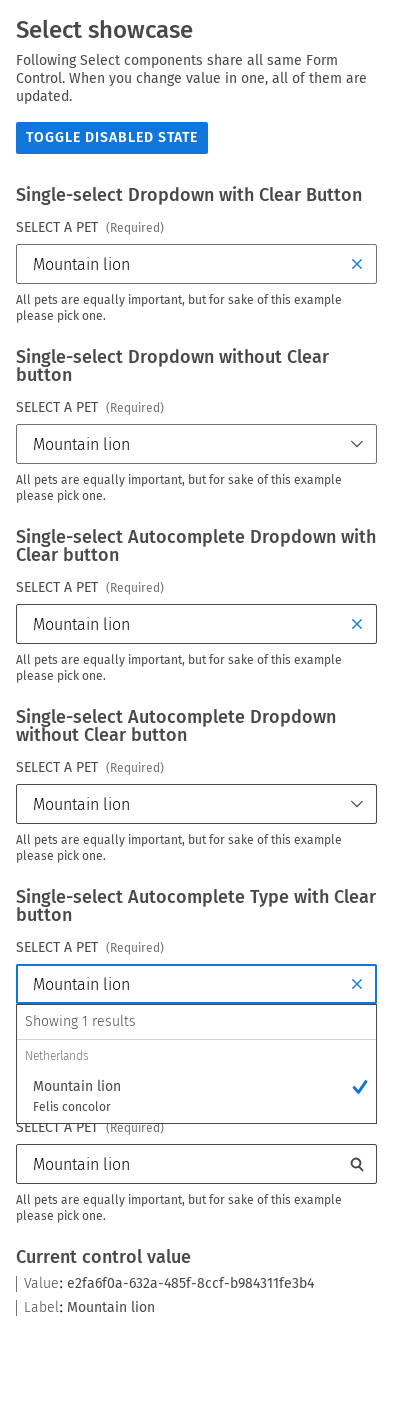 Select showcase
Following Select components share all same Form
Control. When you change value in one, all of them are
updated.
TOGGLE DISABLED STATE
Single-select Dropdown with Clear Button
SELECT A PET (Required)
Mountain lion
All pets are equally important, but for sake of this example
please pick one.
Single-select Dropdown without Clear
button
SELECT A PET (Required)
Mountain lion
All pets are equally important, but for sake of this example
please pick one.
Single-select Autocomplete Dropdown with
Clear button
SELECT A PET (Required)
Mountain lion
All pets are equally important, but for sake of this example
please pick one.
Single-select Autocomplete Dropdown
without Clear button
SELECT A PET (Required)
Mountain lion
All pets are equally important, but for sake of this example
please pick one.
Single-select Autocomplete Type with Clear
button
SELECT A PET (Required)
Mountain lion
Showing 1 results
Netherlands
Mountain lion
Felis concolor
SELECT A PET (Required)
Mountain lion
All pets are equally important, but for sake of this example
please pick one.
Current control value
Value: e2fa6f0a-632a-485f-8ccf-b984311fe3b4
Label: Mountain lion